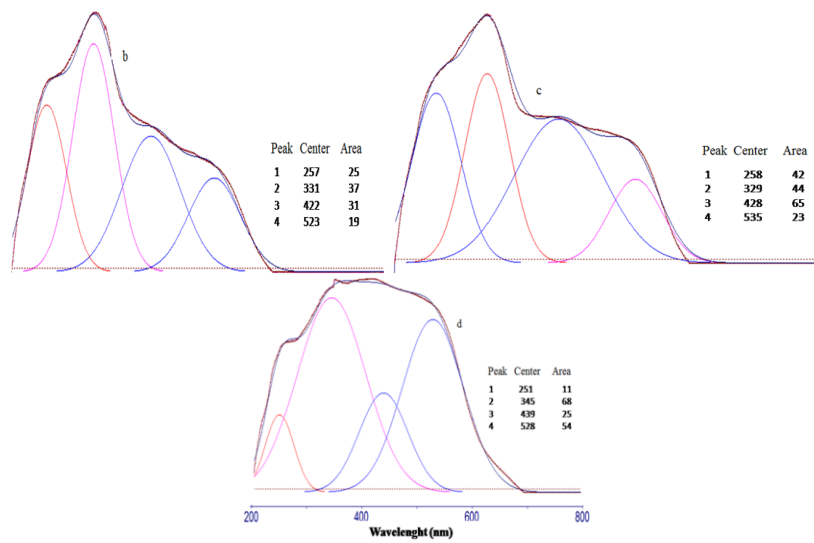 b
Peak Center Area
1 257 25
2 331 37
3 422 31
4 523 19
c
Peak Center Area
1 258 42
2 329 44
3 428 65
4 535 23
d
Peak Center Area
1 251 11
2 345 68
3 439 25
4 528 54
200 400 600 800
Wavelenght (nm)